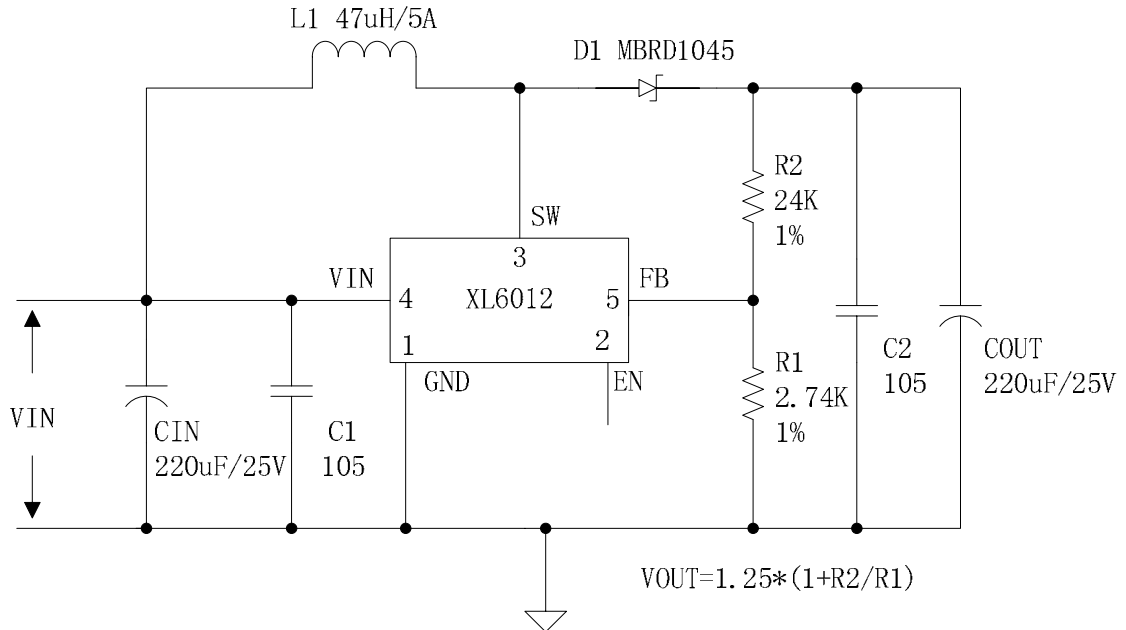 L1 47uH/5A
D1 MBRD1045
R2
24K
1%
SW
3
VIN
4
XL6012
5
FB
1
2
GND
EN
R1
2.74K
1%
C2
105
COUT
220uF/25V
VIN
CIN
220uF/25V
C1
105
VOUT=1.25*(1+R2/R1)